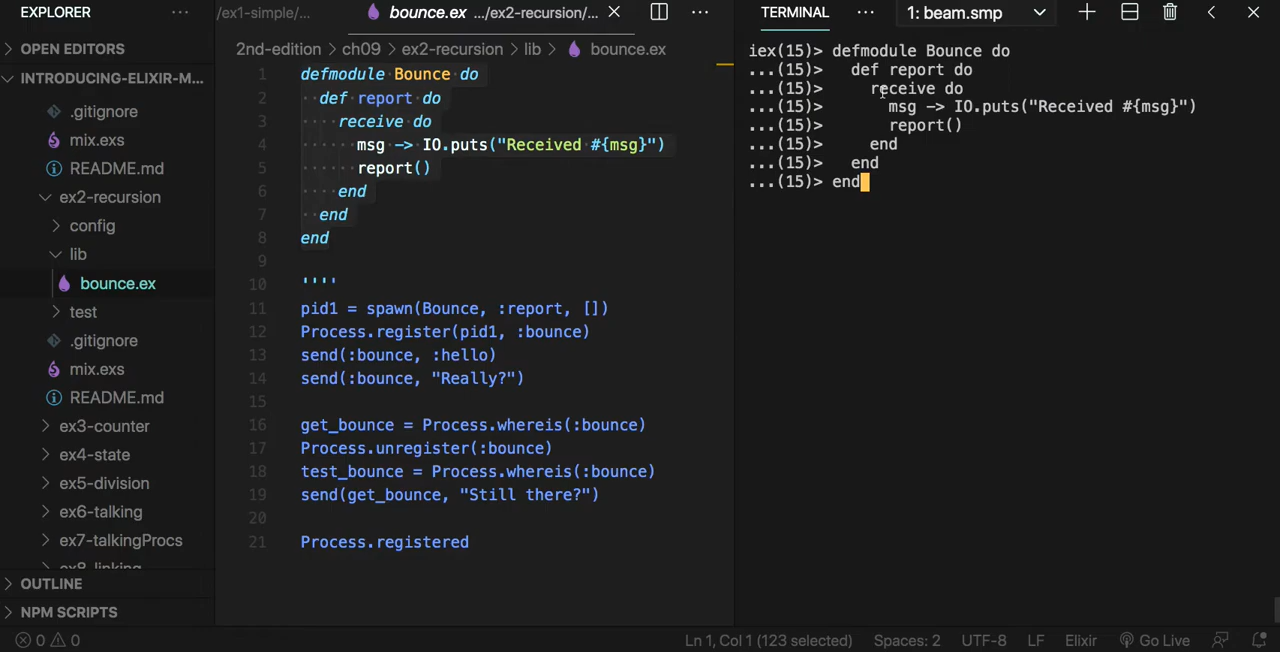 EXPLORER
OPEN EDITORS
INTRODUCING-ELIXIR-M...
.gitignore
mix.exs
README.md
ex2-recursion
config
lib
bounce.ex
test
.gitignore
mix.exs
README.md
ex3-counter
ex4-state
ex5-division
ex6-talking
ex7-talkingProcs
ex8-linking
OUTLINE
NPM SCRIPTS
/ex1-simple/...
bounce.ex .../ex2-recursion/...
2nd-edition > ch09 > ex2-recursion > lib > bounce.ex
1 defmodule Bounce do
2 def report do
3 receive do
4 msg -> IO.puts("Received #{msg}")
5 report()
6 end
7 end
8 end
9
10 ''''
11 pid1 = spawn(Bounce, :report, [])
12 Process.register(pid1, :bounce)
13 send(:bounce, :hello)
14 send(:bounce, "Really?")
15
16 get_bounce = Process.whereis(:bounce)
17 Process.unregister(:bounce)
18 test_bounce = Process.whereis(:bounce)
19 send(get_bounce, "Still there?")
20
21 Process.registered
TERMINAL ... 1: beam.smp
iex(15)> defmodule Bounce do
...(15)> def report do
...(15)> receive do
...(15)> msg -> IO.puts("Received #{msg}")
...(15)> report()
...(15)> end
...(15)> end
...(15)> end
0 0 Ln 1, Col 1 (123 selected) Spaces: 2 UTF-8 LF Elixir Go Live